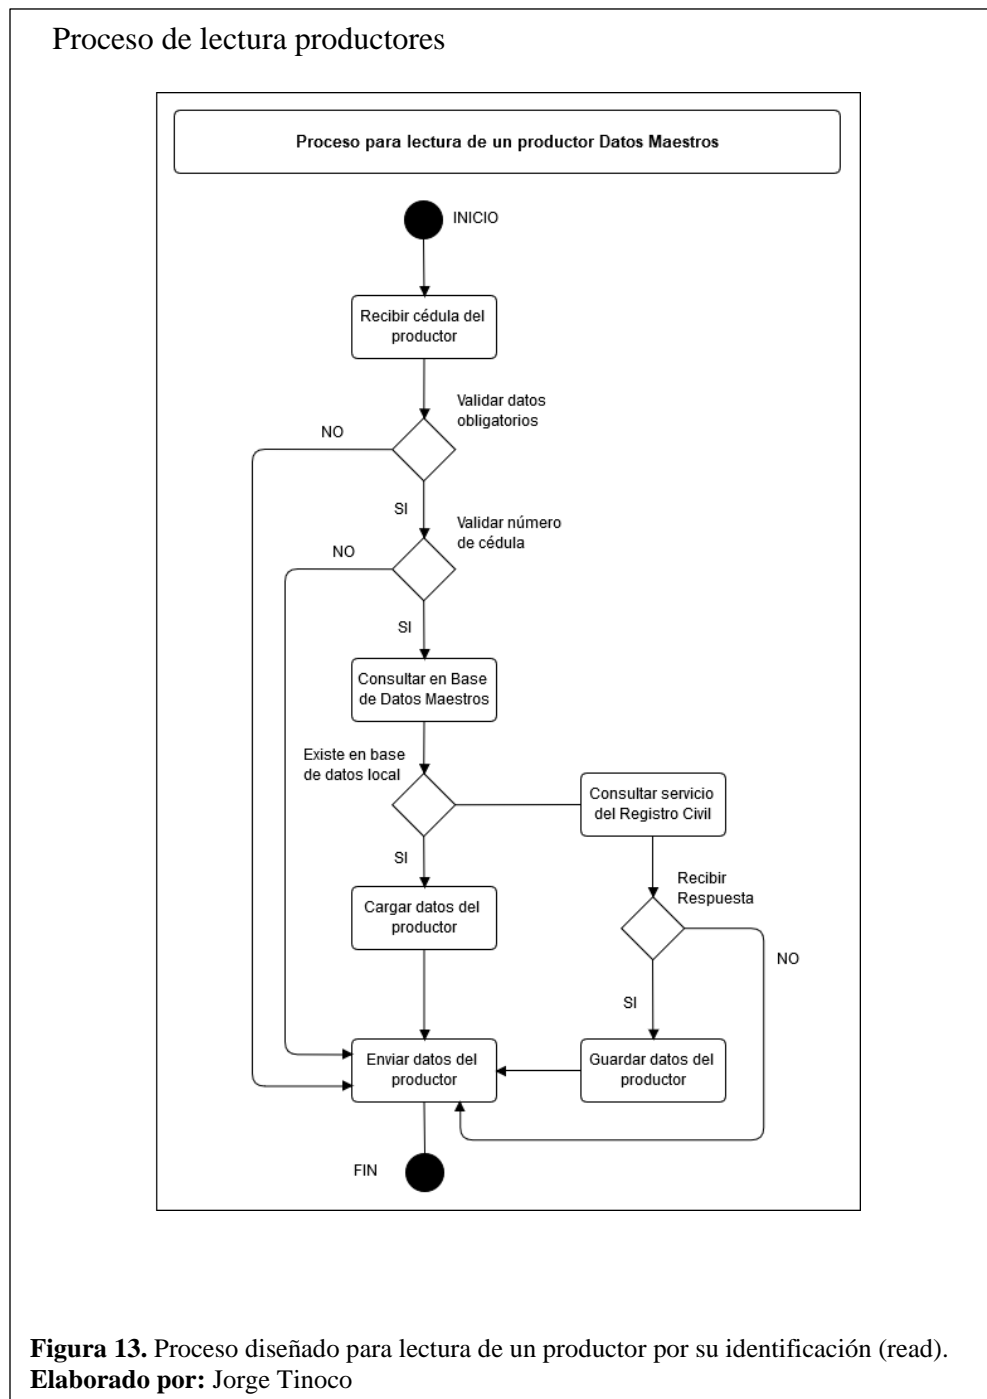 Proceso de lectura productores
Proceso para lectura de un productor Datos Maestros
INICIO
Recibir cédula del
productor
Validar datos
obligatorios
NO
SI
Validar número
de cédula
NO
SI
Consultar en Base
de Datos Maestros
Existe en base
de datos local
Consultar servicio
del Registro Civil
SI
Recibir
Respuesta
Cargar datos del
productor
NO
SI
Enviar datos del
productor
Guardar datos del
productor
FIN
Figura 13. Proceso diseñado para lectura de un productor por su identificación (read).
Elaborado por: Jorge Tinoco